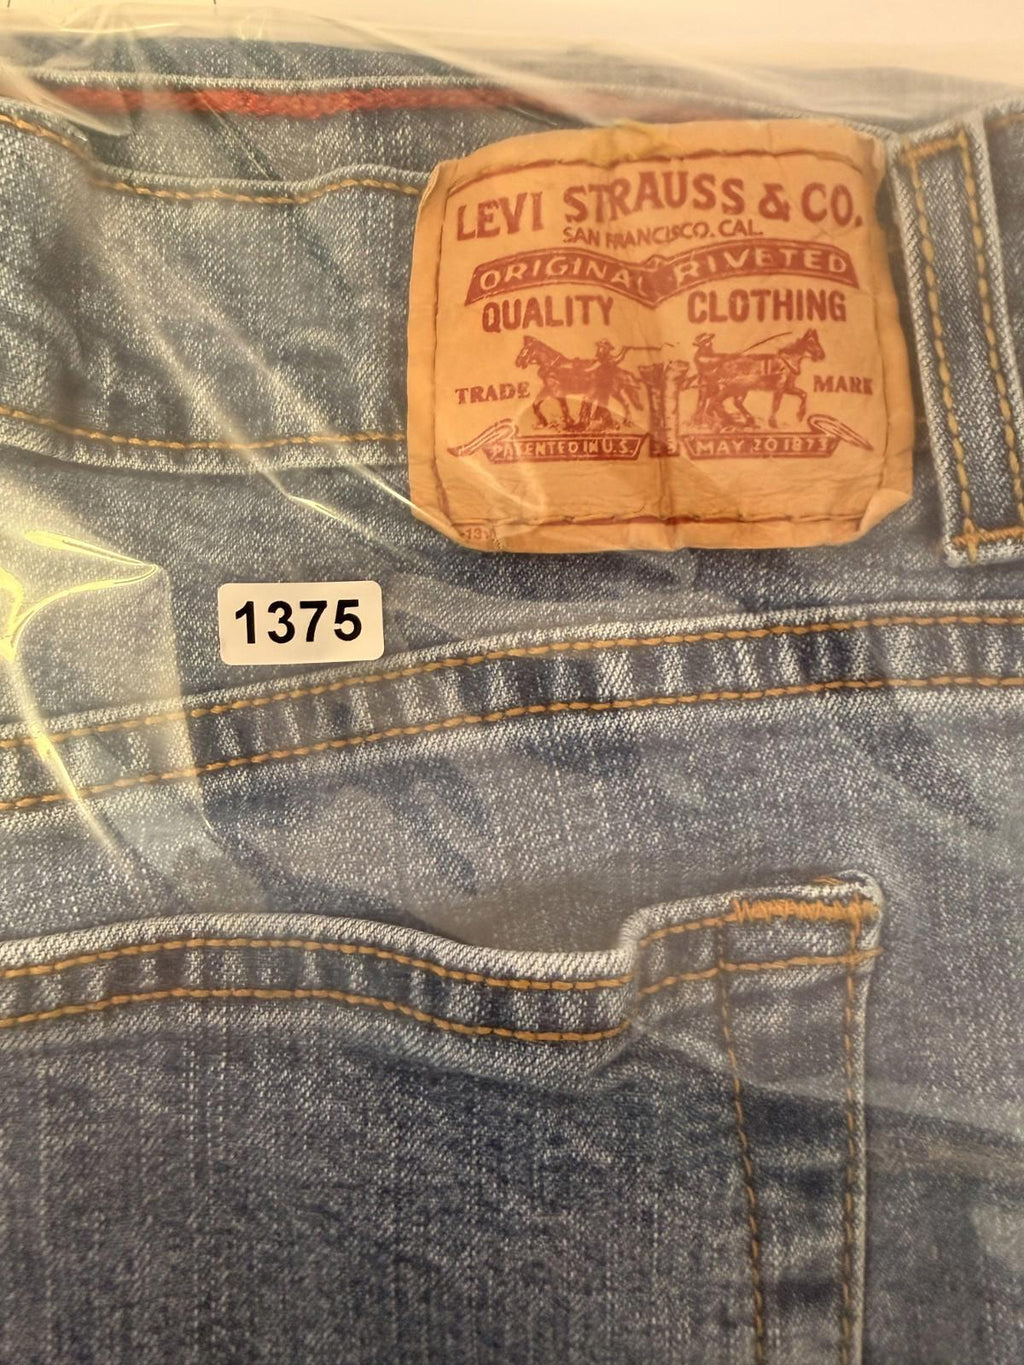 LEVI STRAUSS & CO.
SAN FRANCISCO. CAL.
ORIGINAL RIVETED
QUALITY CLOTHING
TRADE MARK
PATENTED IN U.S. MAY 20 1873
1375